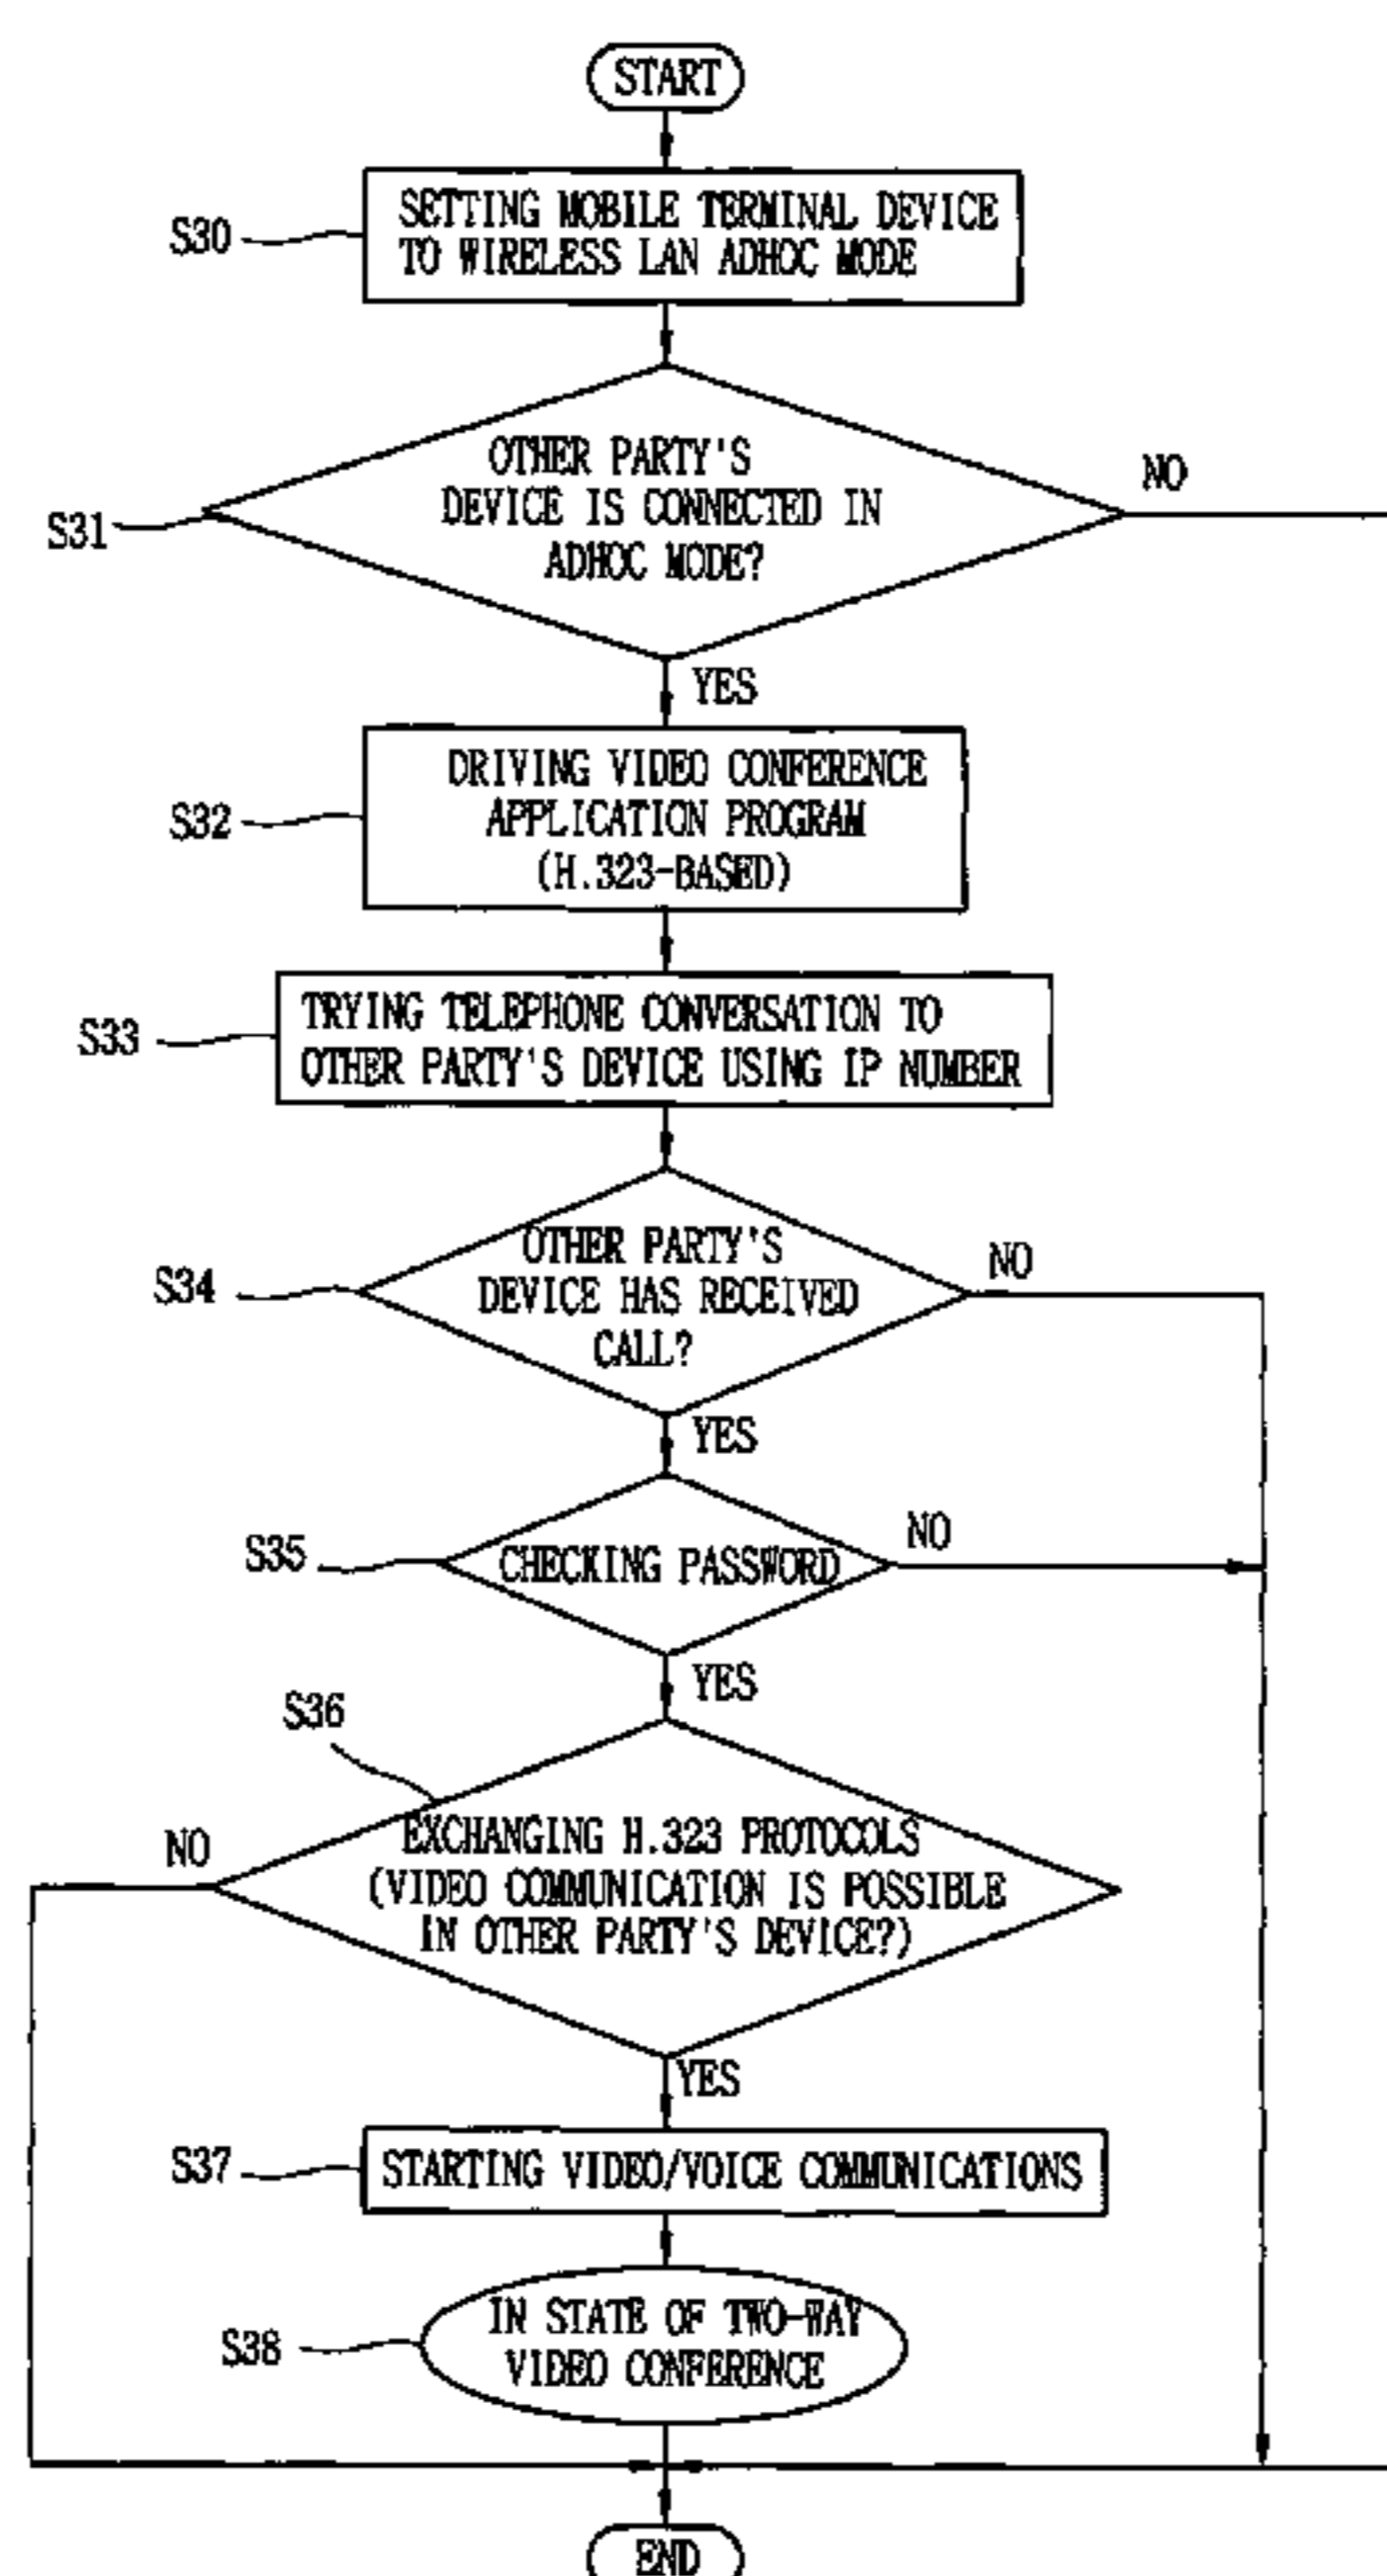 START
S30
SETTING MOBILE TERMINAL DEVICE
TO WIRELESS LAN ADHOC MODE
S31
OTHER PARTY'S
DEVICE IS CONNECTED IN
ADHOC MODE?
NO
YES
S32
DRIVING VIDEO CONFERENCE
APPLICATION PROGRAM
(H.323-BASED)
S33
TRYING TELEPHONE CONVERSATION TO
OTHER PARTY'S DEVICE USING IP NUMBER
S34
OTHER PARTY'S
DEVICE HAS RECEIVED
CALL?
NO
YES
S35
CHECKING PASSWORD
NO
YES
S36
NO
EXCHANGING H.323 PROTOCOLS
(VIDEO COMMUNICATION IS POSSIBLE
IN OTHER PARTY'S DEVICE?)
YES
S37
STARTING VIDEO/VOICE COMMUNICATIONS
S38
IN STATE OF TWO-WAY
VIDEO CONFERENCE
END